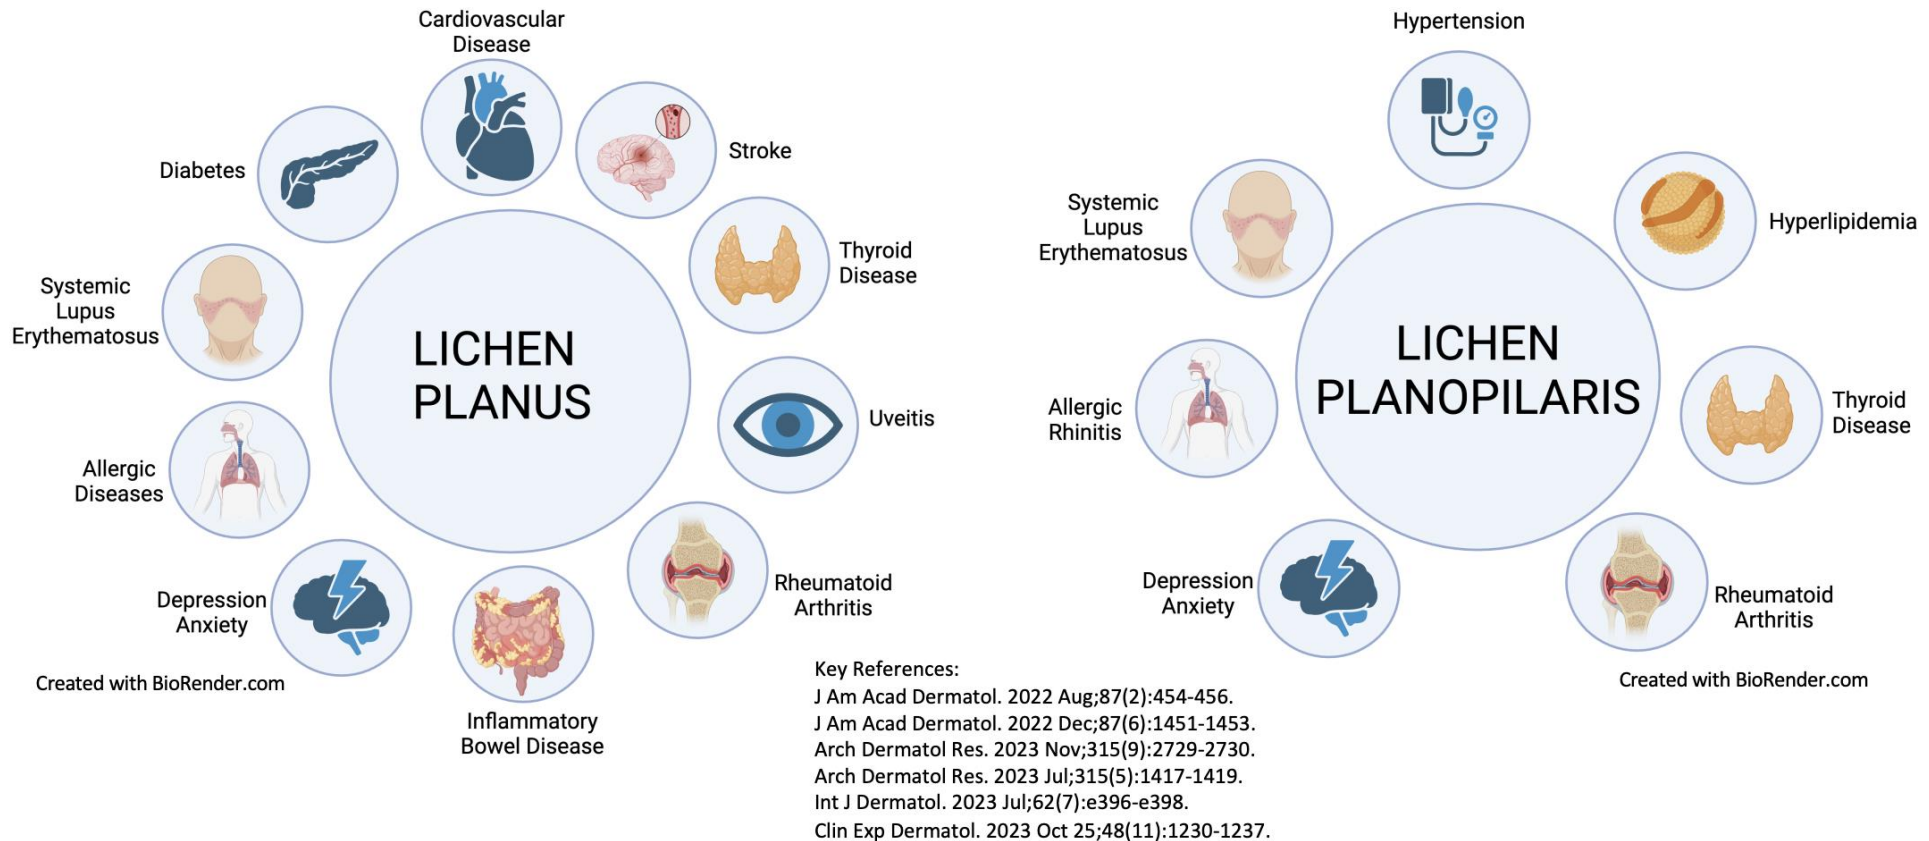 Cardiovascular
Disease
Stroke
Diabetes
Thyroid
Disease
Systemic
Lupus
Erythematosus
LICHEN
PLANUS
Uveitis
Allergic
Diseases
Rheumatoid
Arthritis
Depression
Anxiety
Inflammatory
Bowel Disease
Created with BioRender.com
Hypertension
Systemic
Lupus
Erythematosus
Hyperlipidemia
LICHEN
PLANOPILARIS
Allergic
Rhinitis
Thyroid
Disease
Depression
Anxiety
Rheumatoid
Arthritis
Created with BioRender.com
Key References:
J Am Acad Dermatol. 2022 Aug;87(2):454-456.
J Am Acad Dermatol. 2022 Dec;87(6):1451-1453.
Arch Dermatol Res. 2023 Nov;315(9):2729-2730.
Arch Dermatol Res. 2023 Jul;315(5):1417-1419.
Int J Dermatol. 2023 Jul;62(7):e396-e398.
Clin Exp Dermatol. 2023 Oct 25;48(11):1230-1237.